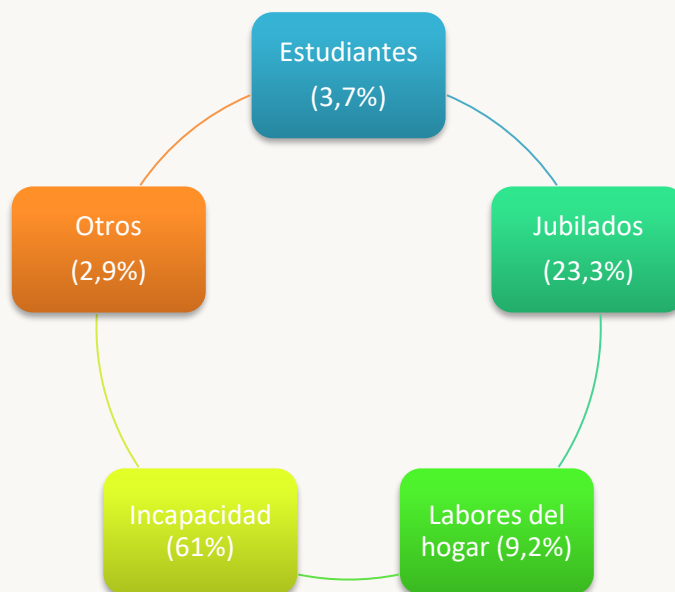 Estudiantes
(3,7%)
Otros
(2,9%)
Jubilados
(23,3%)
Incapacidad
(61%)
Labores del
hogar (9,2%)